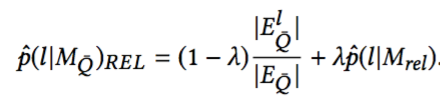 p̂(l|M_Q̄)_REL = (1 − λ) |E^l_Q̄| / |E_Q̄| + λp̂(l|M_rel).